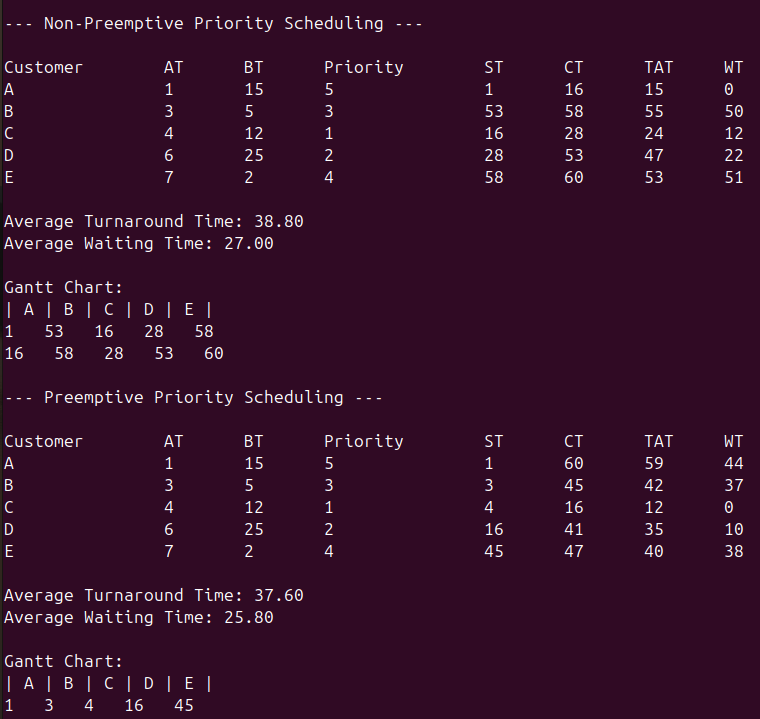 --- Non-Preemptive Priority Scheduling ---
Customer AT BT Priority ST CT TAT WT
A 1 15 5 1 16 15 0
B 3 5 3 53 58 55 50
C 4 12 1 16 28 24 12
D 6 25 2 28 53 47 22
E 7 2 4 58 60 53 51
Average Turnaround Time: 38.80
Average Waiting Time: 27.00
Gantt Chart:
| A | B | C | D | E |
1 53 16 28 58
16 58 28 53 60
--- Preemptive Priority Scheduling ---
Customer AT BT Priority ST CT TAT WT
A 1 15 5 1 60 59 44
B 3 5 3 3 45 42 37
C 4 12 1 4 16 12 0
D 6 25 2 16 41 35 10
E 7 2 4 45 47 40 38
Average Turnaround Time: 37.60
Average Waiting Time: 25.80
Gantt Chart:
| A | B | C | D | E |
1 3 4 16 45